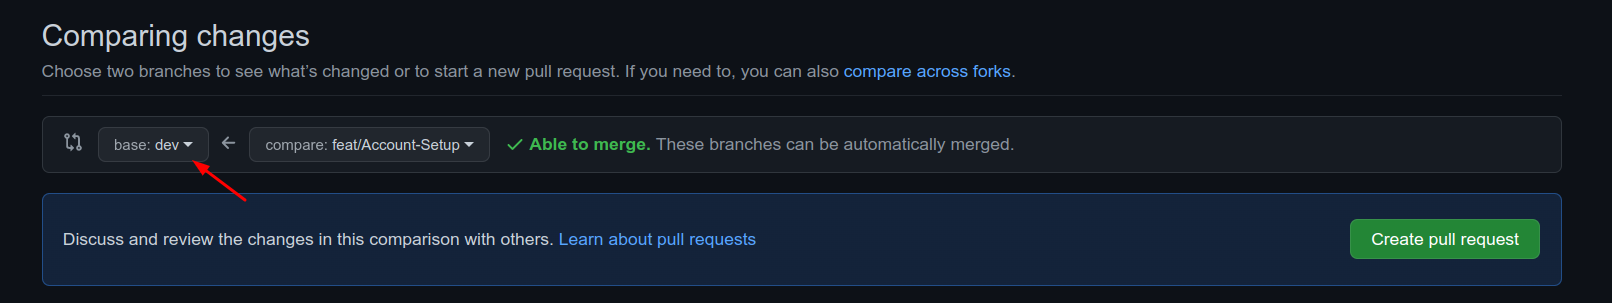 Comparing changes
Choose two branches to see what’s changed or to start a new pull request. If you need to, you can also compare across forks.
base: dev compare: feat/Account-Setup Able to merge. These branches can be automatically merged.
Discuss and review the changes in this comparison with others. Learn about pull requests Create pull request